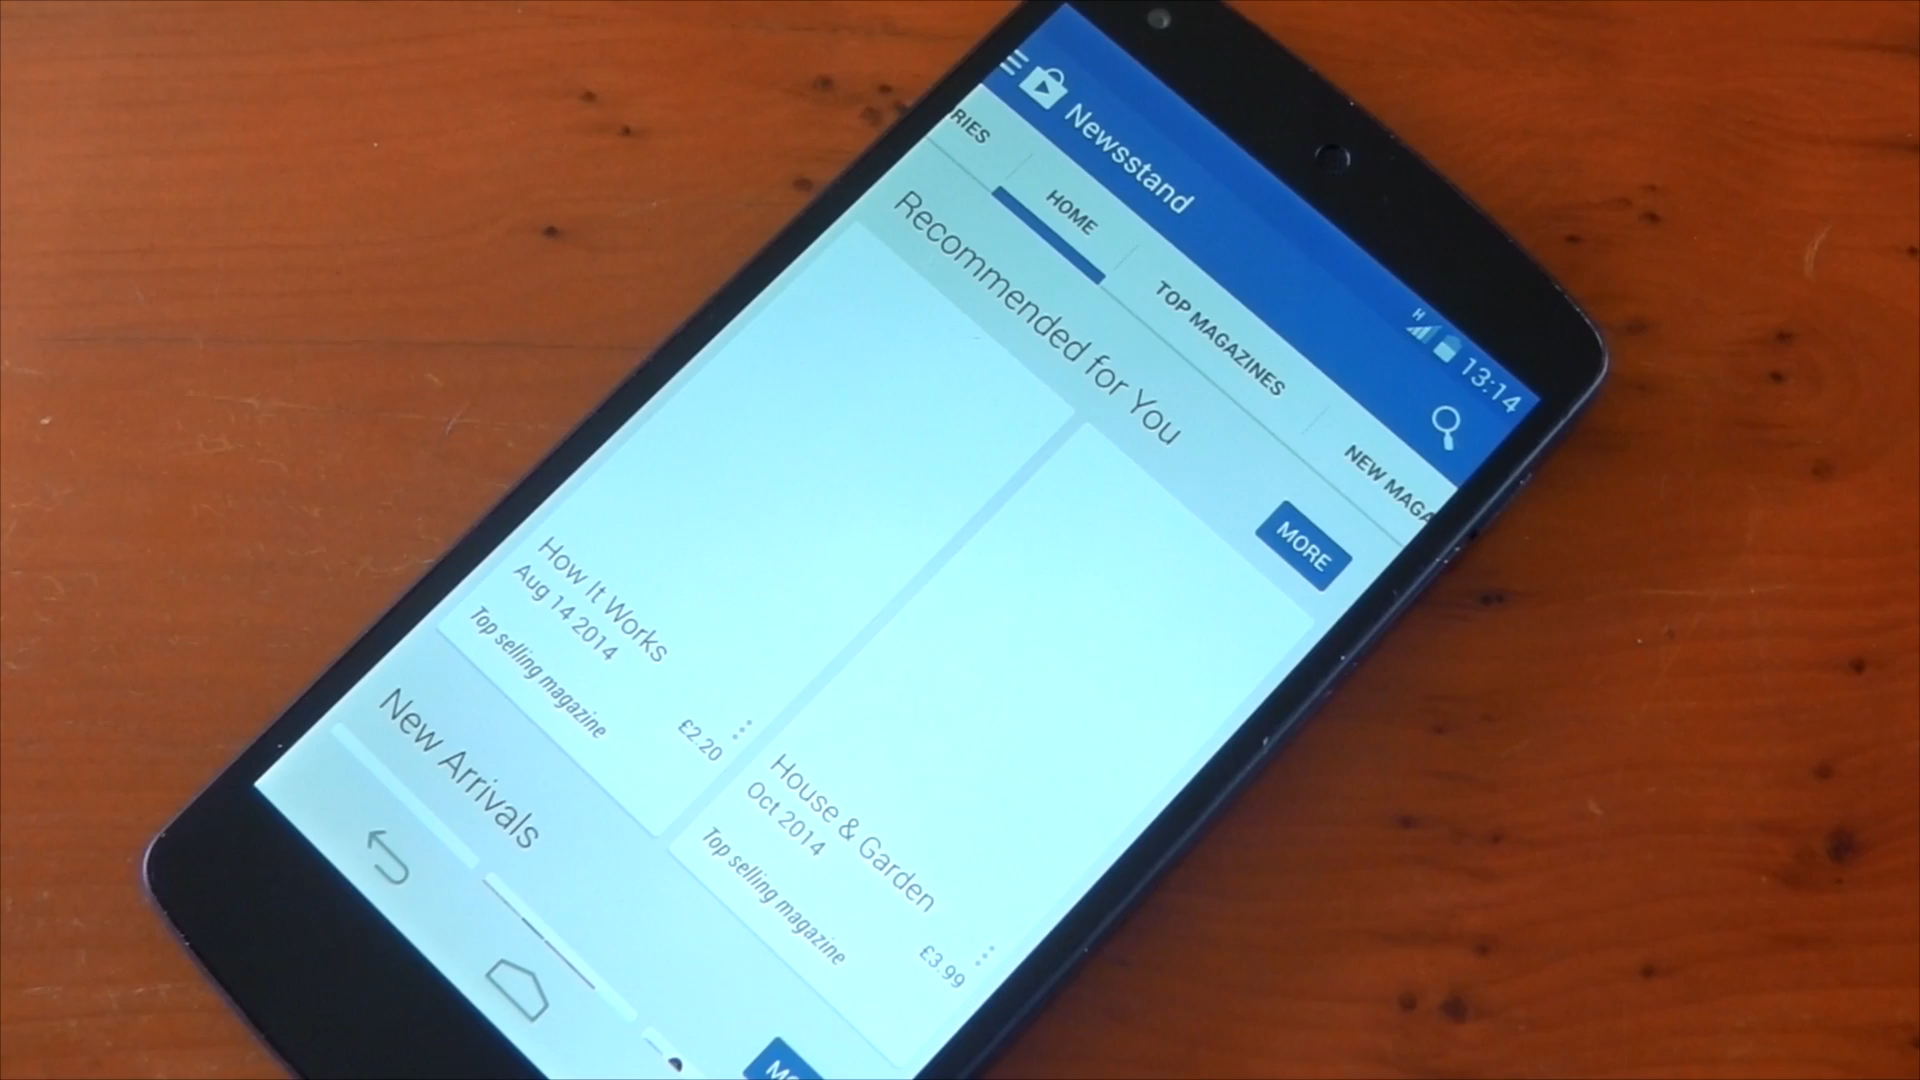 H
13:14
Newsstand
RIES
HOME
TOP MAGAZINES
NEW MAGA
Recommended for You
MORE
How It Works
Aug 14 2014
Top selling magazine
£2.20
House & Garden
Oct 2014
Top selling magazine
£3.99
New Arrivals
MO